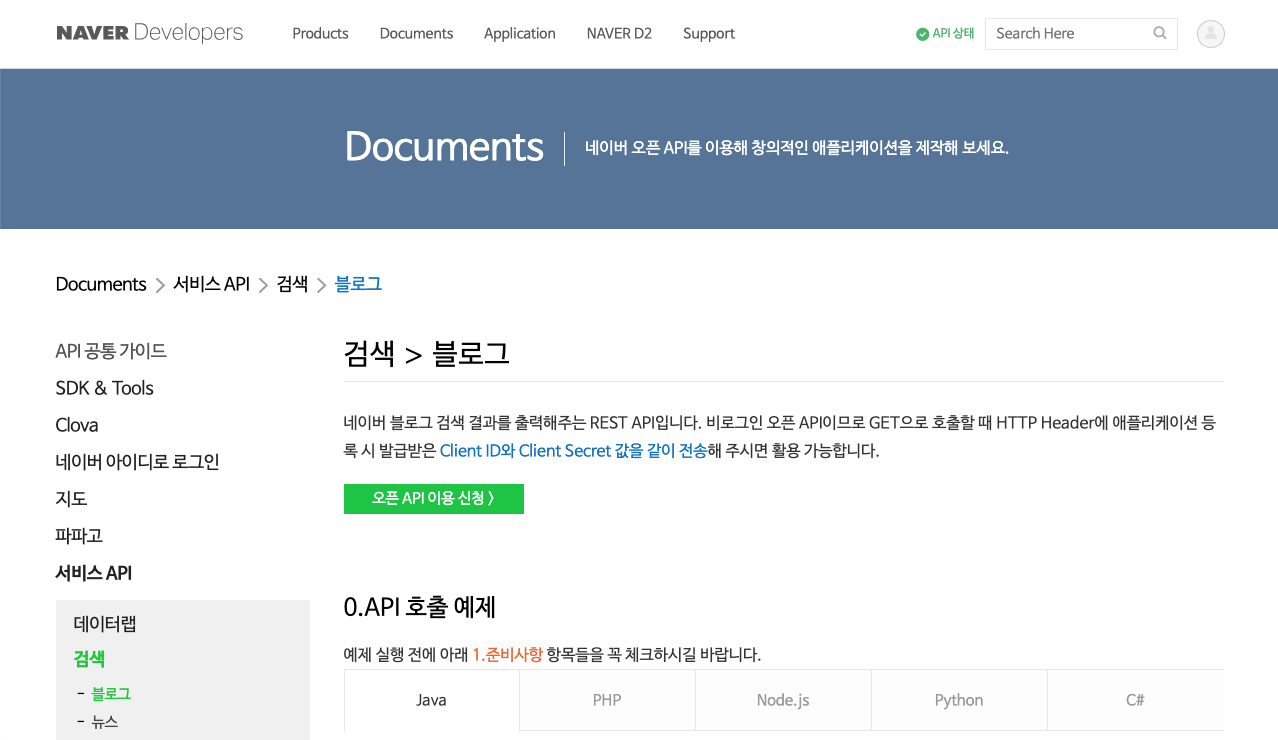 NAVER Developers
Products Documents Application NAVER D2 Support
API 상태
Search Here
Documents
네이버 오픈 API를 이용해 창의적인 애플리케이션을 제작해 보세요.
Documents > 서비스 API > 검색 > 블로그
API 공통 가이드
SDK & Tools
Clova
네이버 아이디로 로그인
지도
파파고
서비스 API
데이터랩
검색
- 블로그
- 뉴스
검색 > 블로그
네이버 블로그 검색 결과를 출력해주는 REST API입니다. 비로그인 오픈 API이므로 GET으로 호출할 때 HTTP Header에 애플리케이션 등
록 시 발급받은 Client ID와 Client Secret 값을 같이 전송해 주시면 활용 가능합니다.
오픈 API 이용 신청 >
0.API 호출 예제
예제 실행 전에 아래 1.준비사항 항목들을 꼭 체크하시길 바랍니다.
Java PHP Node.js Python C#